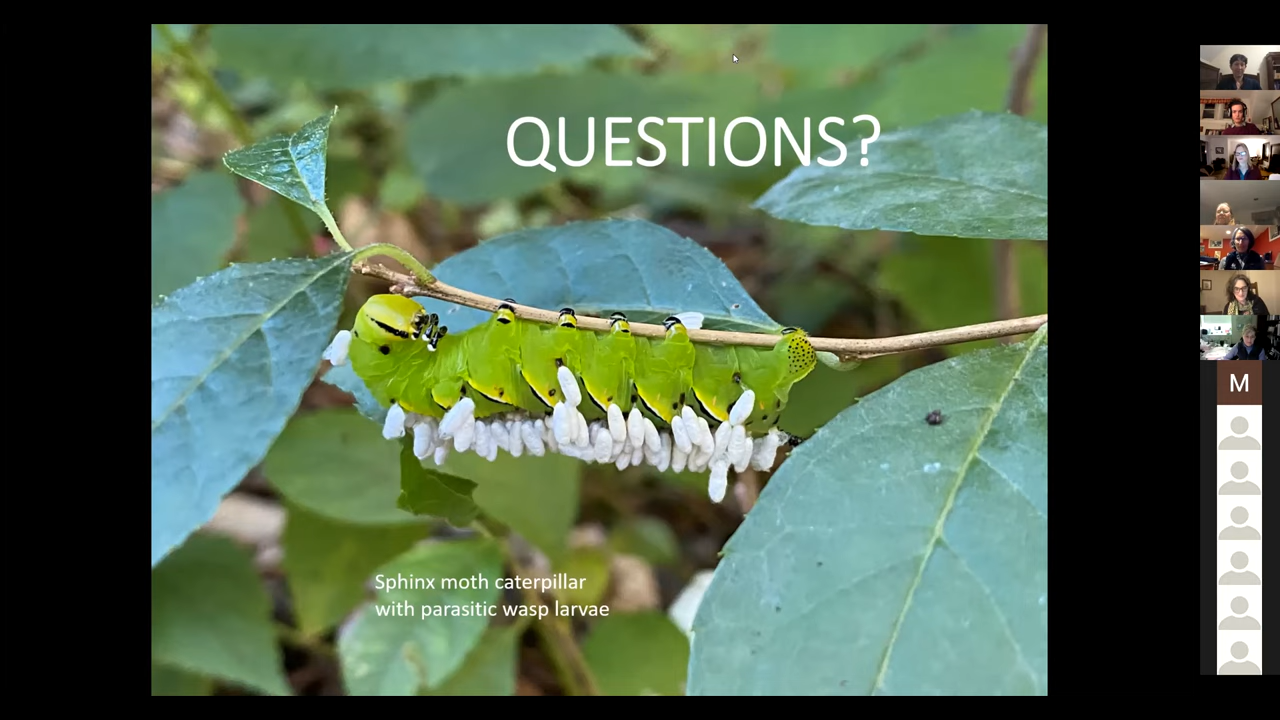 QUESTIONS?
Sphinx moth caterpillar
with parasitic wasp larvae
M